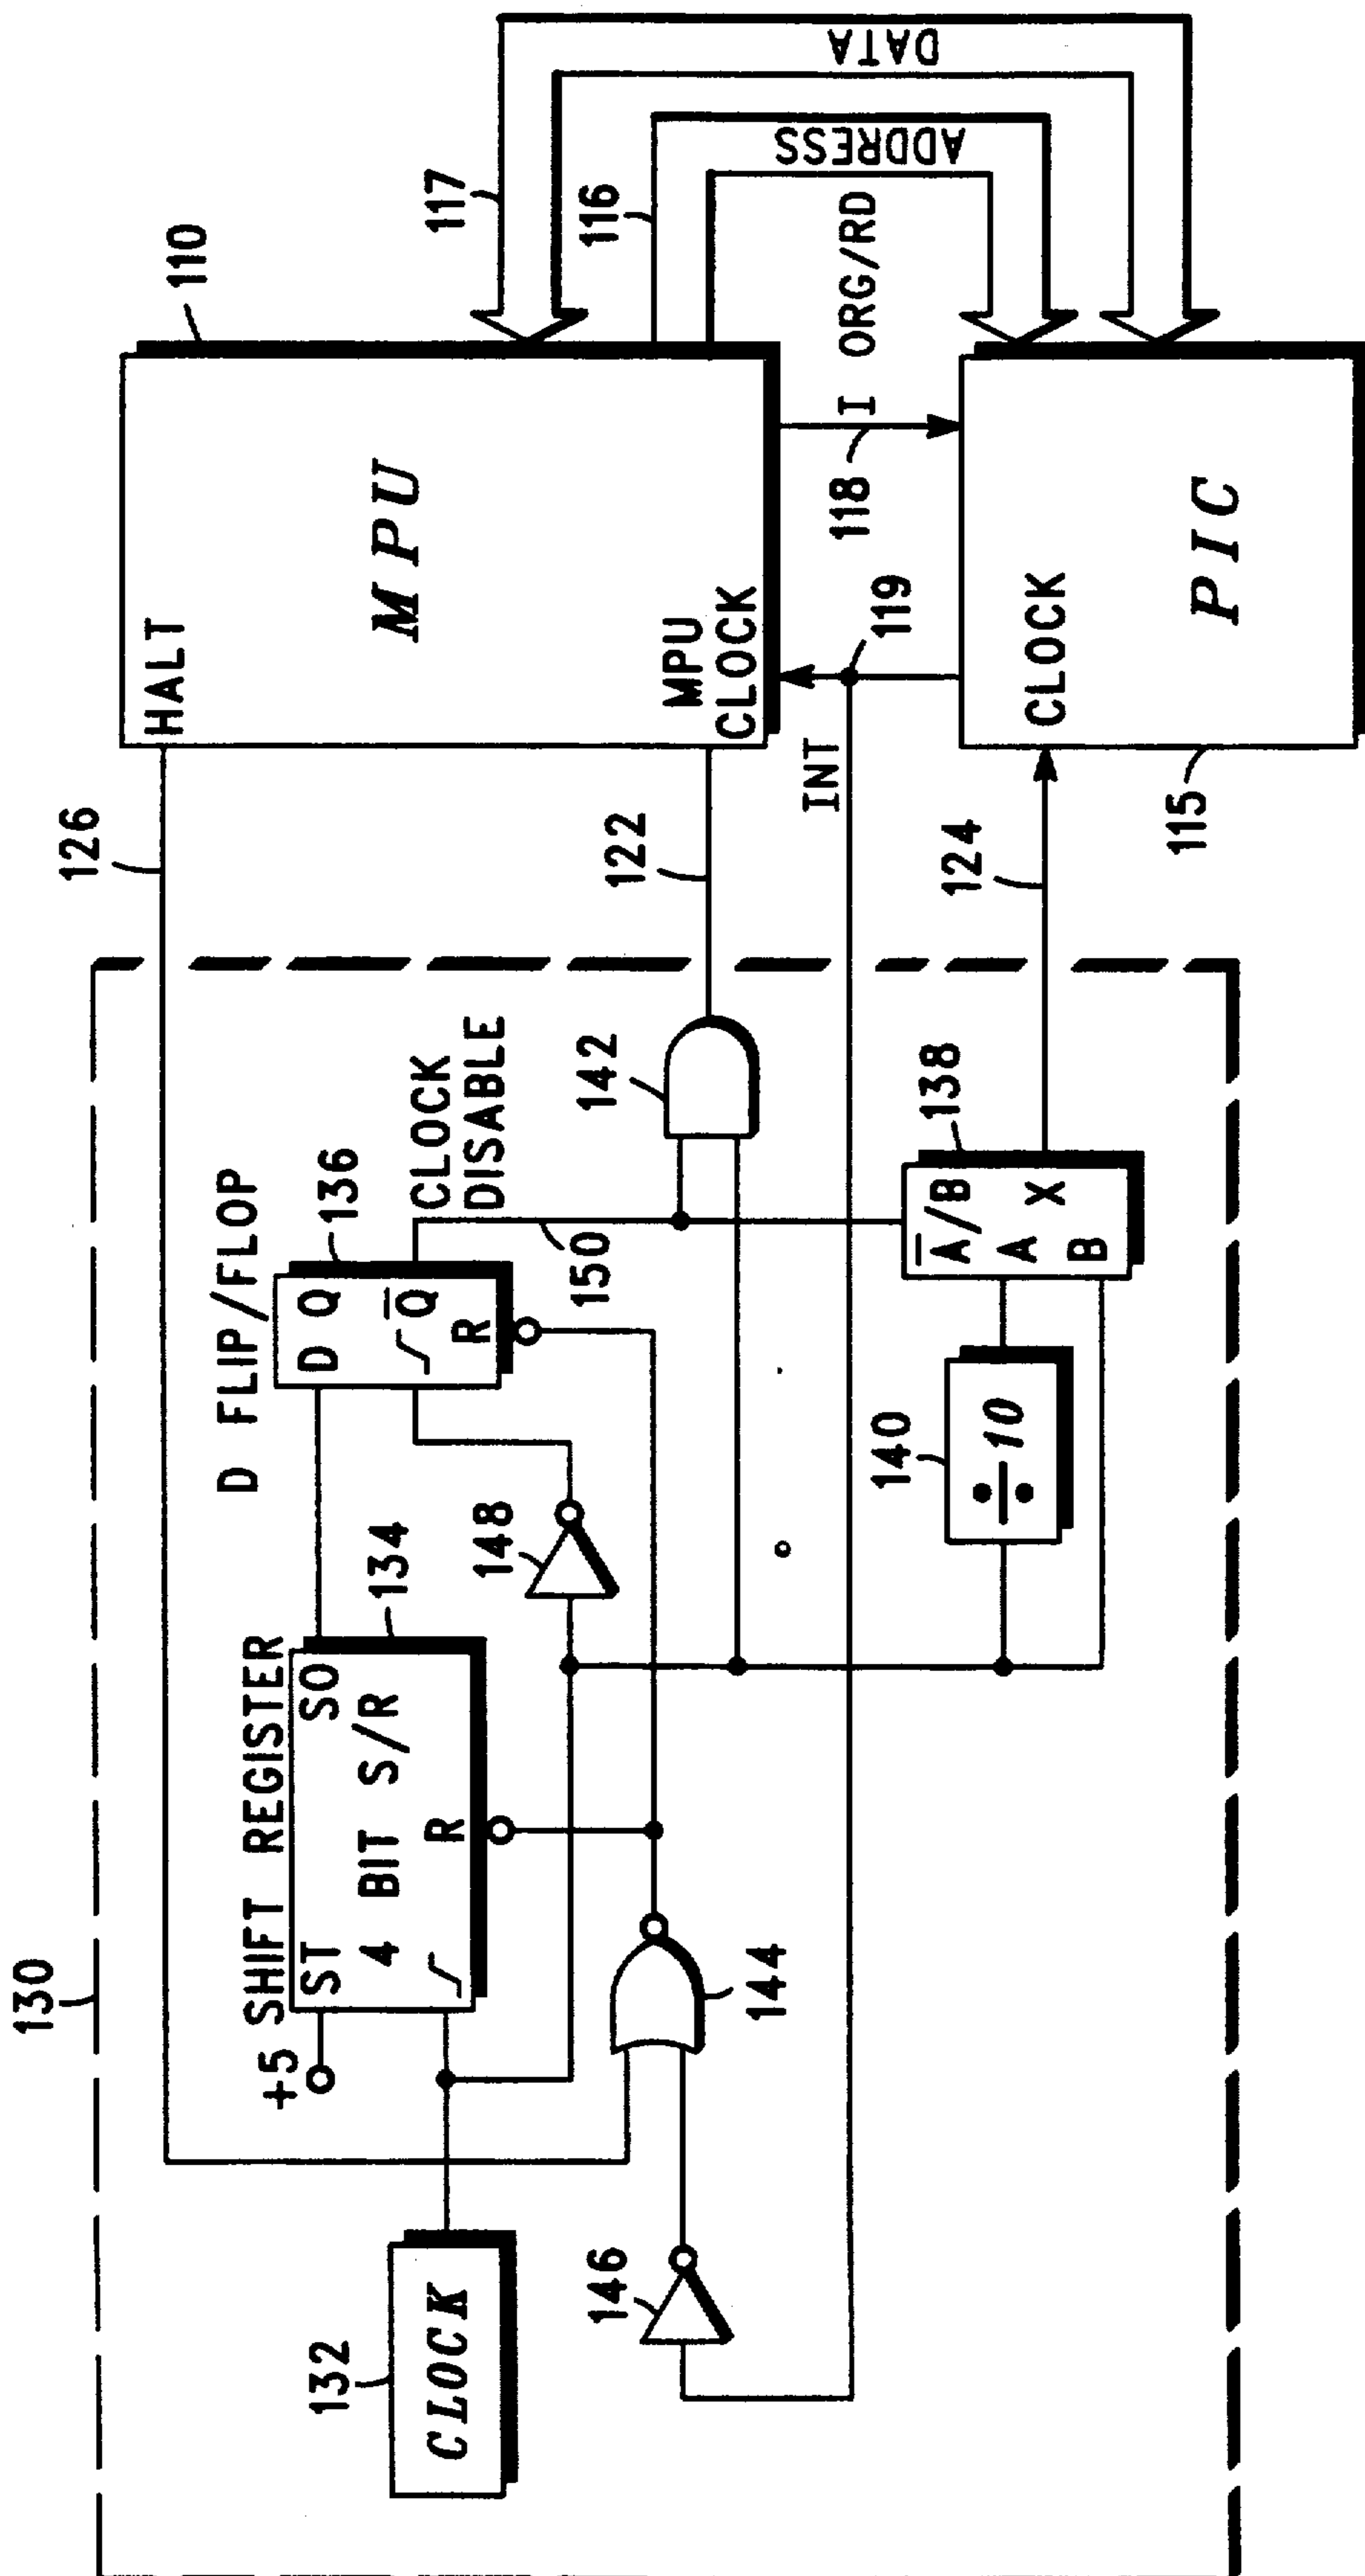 130
132
CLOCK
+5
SHIFT REGISTER
ST
SO
4 BIT S/R
R
134
D FLIP/FLOP
D Q
Q̅
R
136
CLOCK
DISABLE
150
148
146
144
142
140
÷10
138
A̅/B
A X
B
126
122
124
HALT
MPU
MPU
CLOCK
110
117
116
DATA
ADDRESS
I ORG/RD
118
119
INT
CLOCK
PIC
115